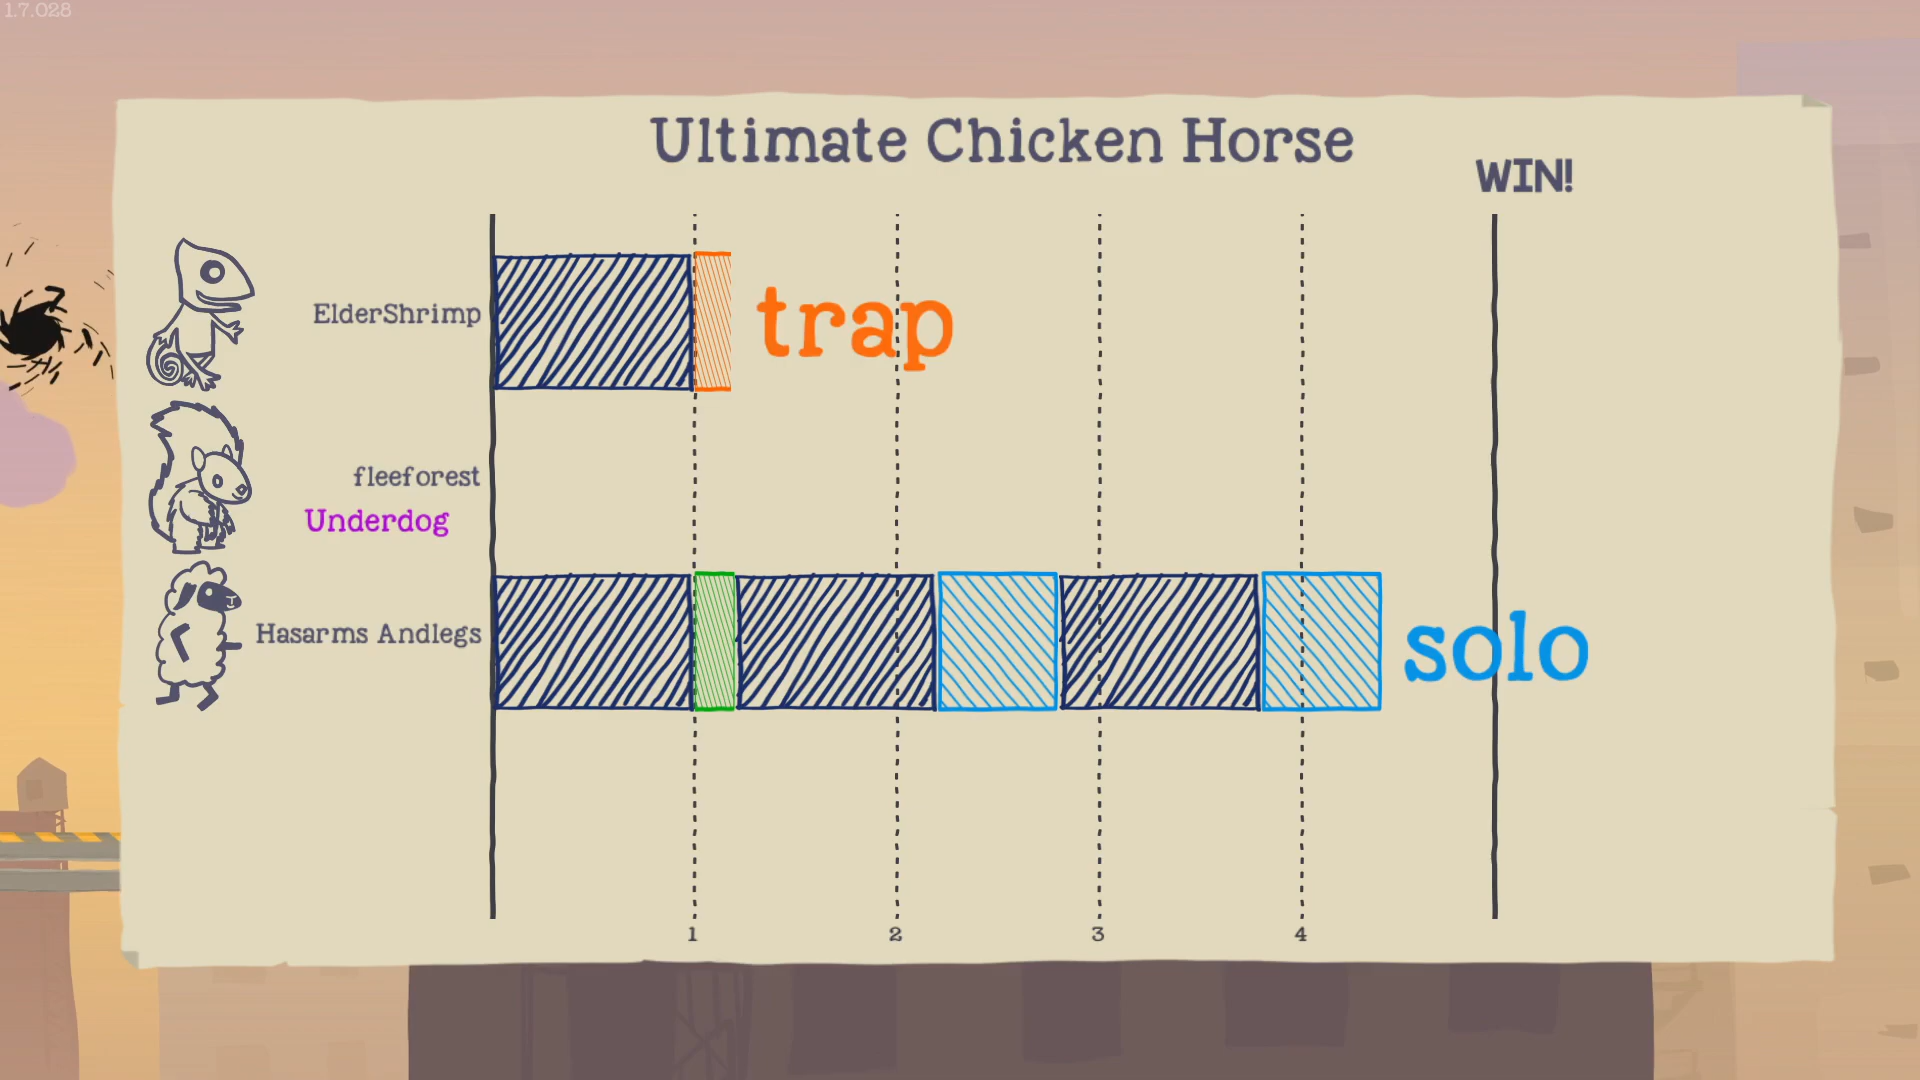 1.7.028
Ultimate Chicken Horse
WIN!
ElderShrimp
trap
fleeforest
Underdog
Hasarms Andlegs
solo
1 2 3 4